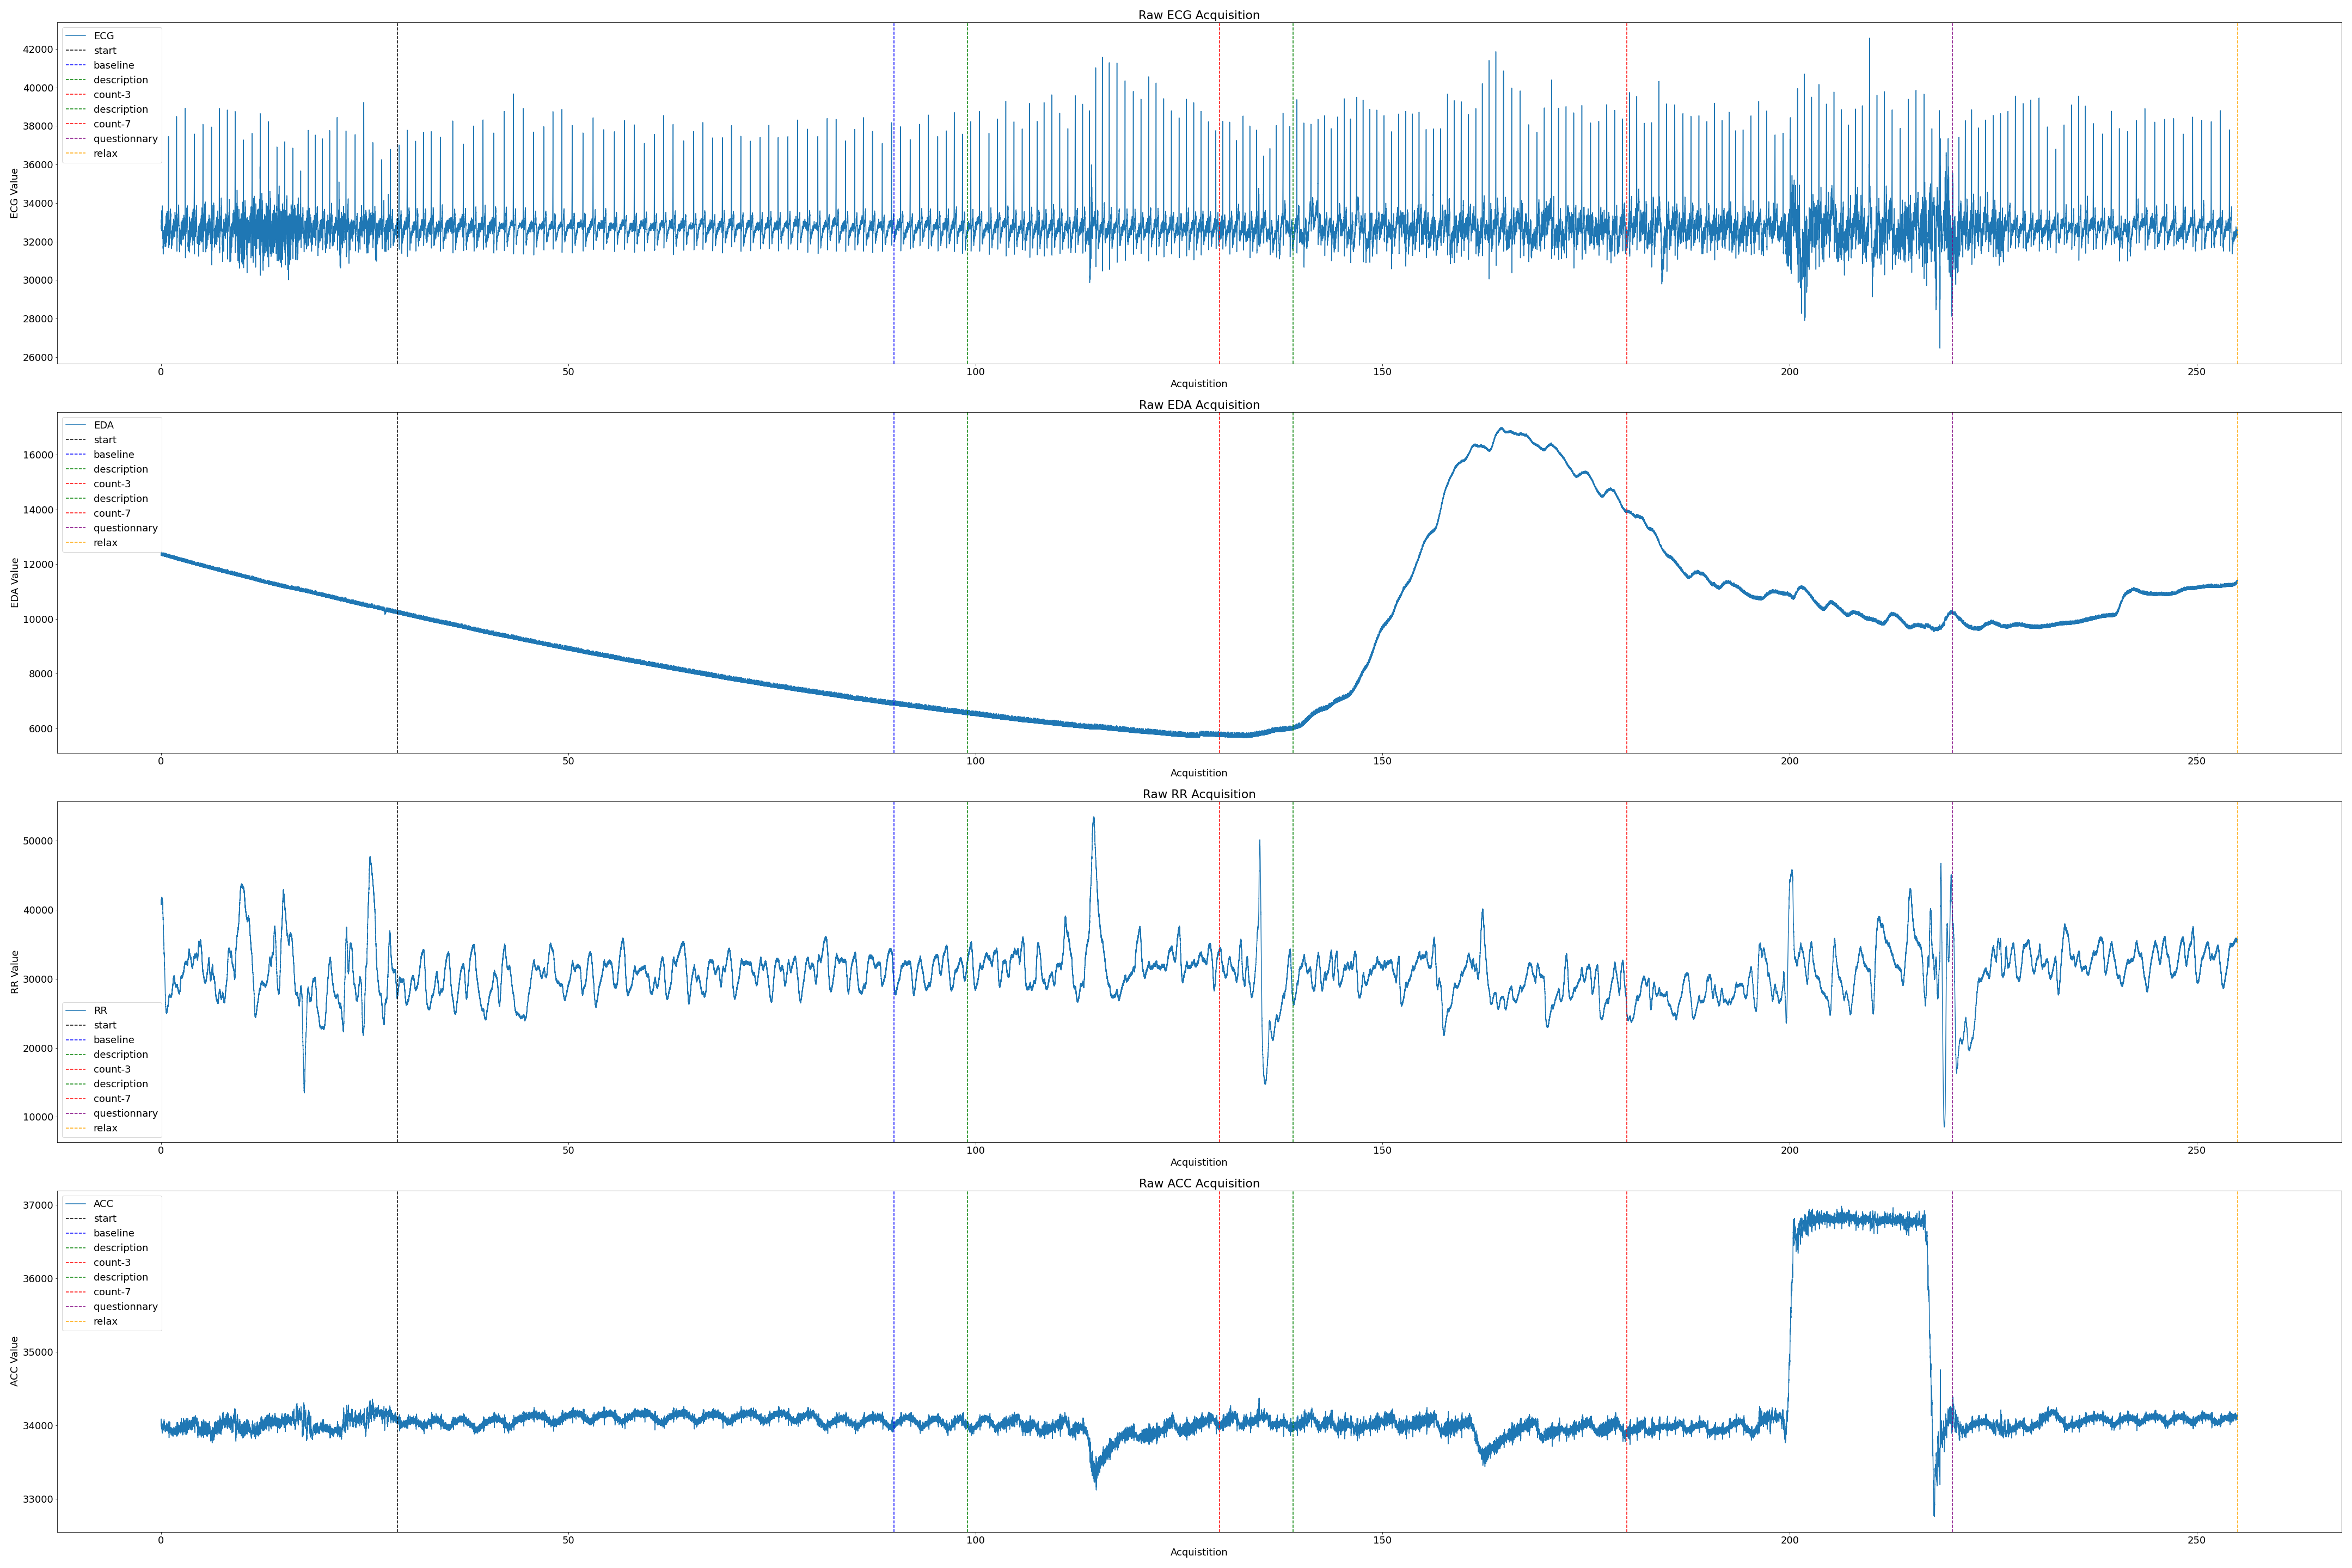 Raw ECG Acquisition
ECG
start
baseline
description
count-3
description
count-7
questionnary
relax
42000
40000
38000
36000
34000
32000
30000
28000
26000
ECG Value
0 50 100 150 200 250
Acquistition
Raw EDA Acquisition
EDA
start
baseline
description
count-3
description
count-7
questionnary
relax
16000
14000
12000
10000
8000
6000
EDA Value
0 50 100 150 200 250
Acquistition
Raw RR Acquisition
50000
40000
30000
20000
10000
RR Value
RR
start
baseline
description
count-3
description
count-7
questionnary
relax
0 50 100 150 200 250
Acquistition
Raw ACC Acquisition
ACC
start
baseline
description
count-3
description
count-7
questionnary
relax
37000
36000
35000
34000
33000
ACC Value
0 50 100 150 200 250
Acquistition